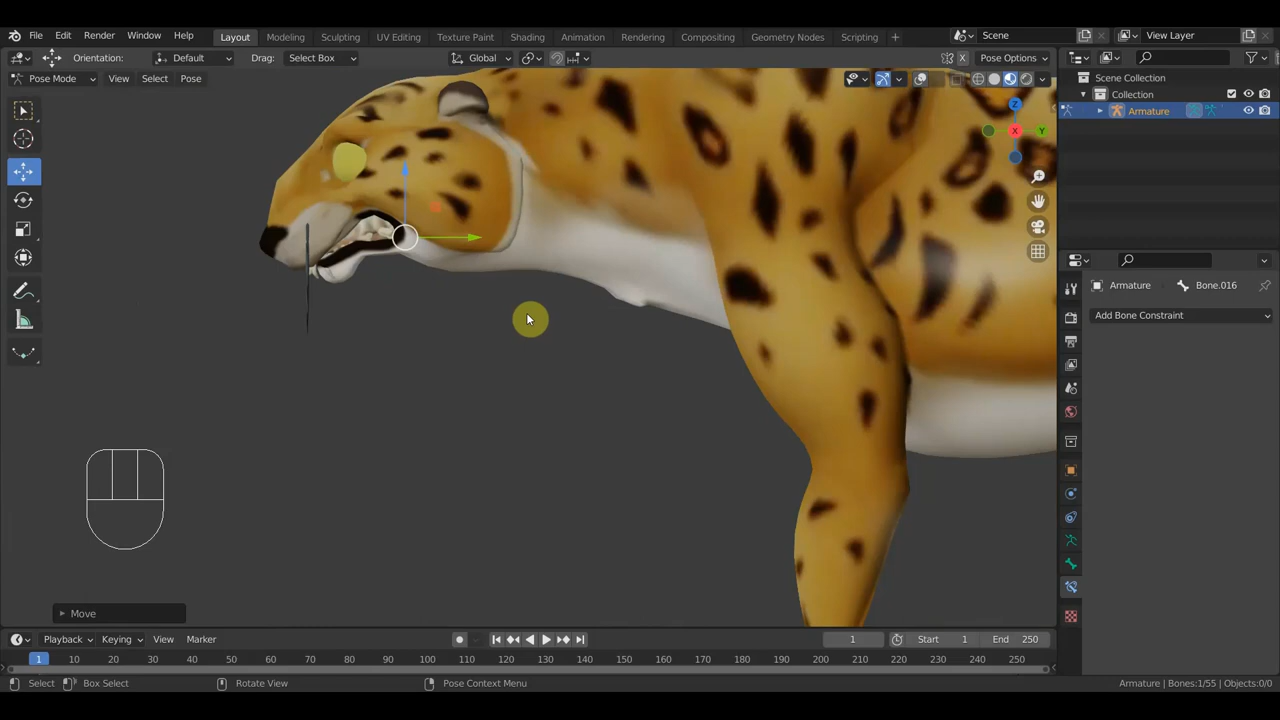 File Edit Render Window Help Layout Modeling Sculpting UV Editing Texture Paint Shading Animation Rendering Compositing Geometry Nodes Scripting + Scene View Layer
Orientation: Default Drag: Select Box Global X Pose Options
Pose Mode View Select Pose
Scene Collection
Collection
Armature
Z
X
Y
Armature Bone.016
Add Bone Constraint
Move
Playback Keying View Marker 1 Start 1 End 250
1 10 20 30 40 50 60 70 80 90 100 110 120 130 140 150 160 170 180 190 200 210 220 230 240 250
Select Box Select Rotate View Pose Context Menu Armature | Bones:1/55 | Objects:0/0